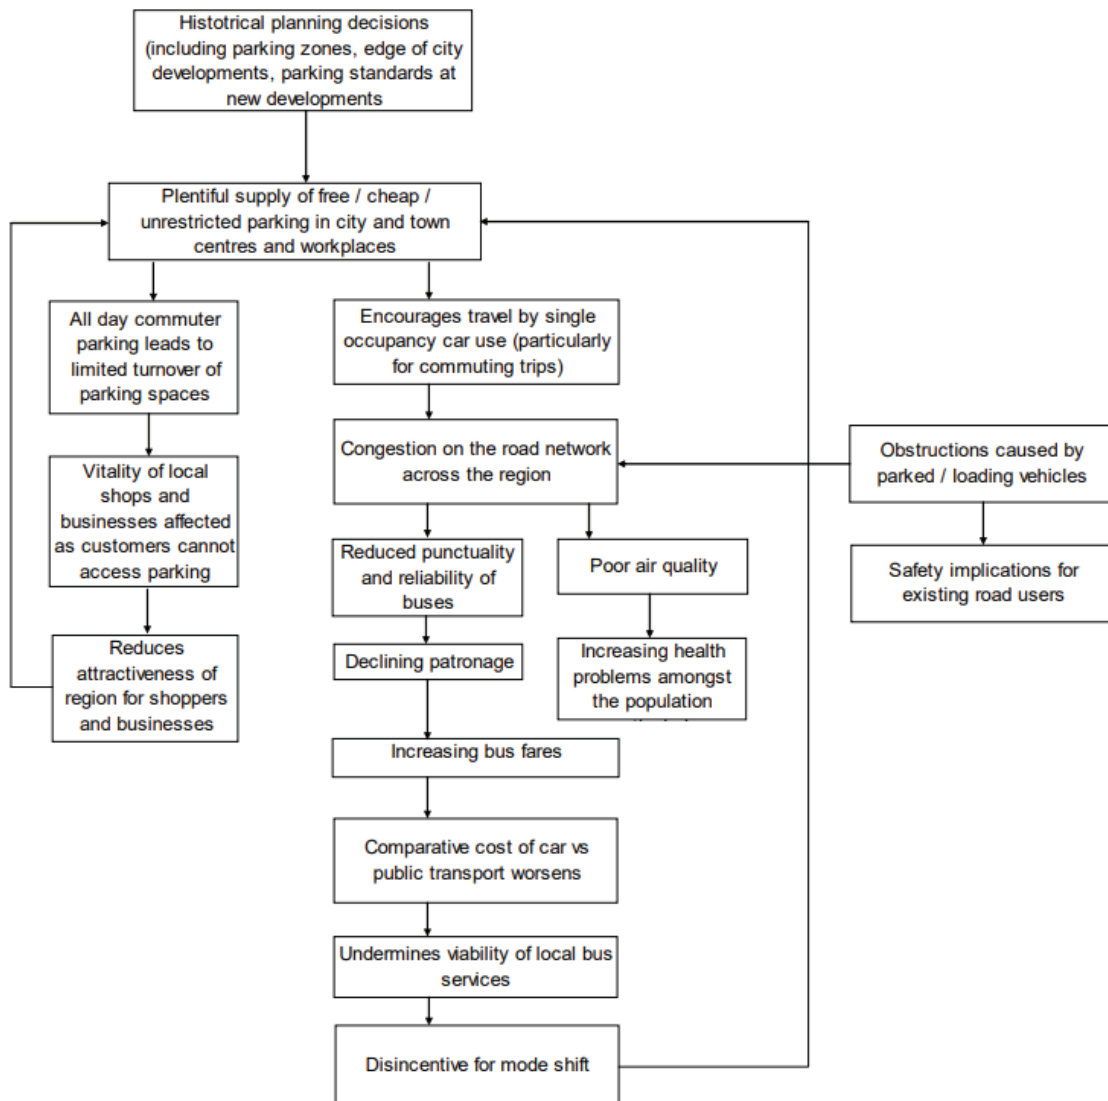 Histotrical planning decisions
(including parking zones, edge of city
developments, parking standards at
new developments
Plentiful supply of free / cheap /
unrestricted parking in city and town
centres and workplaces
All day commuter
parking leads to
limited turnover of
parking spaces
Encourages travel by single
occupancy car use (particularly
for commuting trips)
Vitality of local
shops and
businesses affected
as customers cannot
access parking
Congestion on the road network
across the region
Obstructions caused by
parked / loading vehicles
Reduced punctuality
and reliability of
buses
Poor air quality
Safety implications for
existing road users
Reduces
attractiveness of
region for shoppers
and businesses
Declining patronage
Increasing health
problems amongst
the population
Increasing bus fares
Comparative cost of car vs
public transport worsens
Undermines viability of local bus
services
Disincentive for mode shift